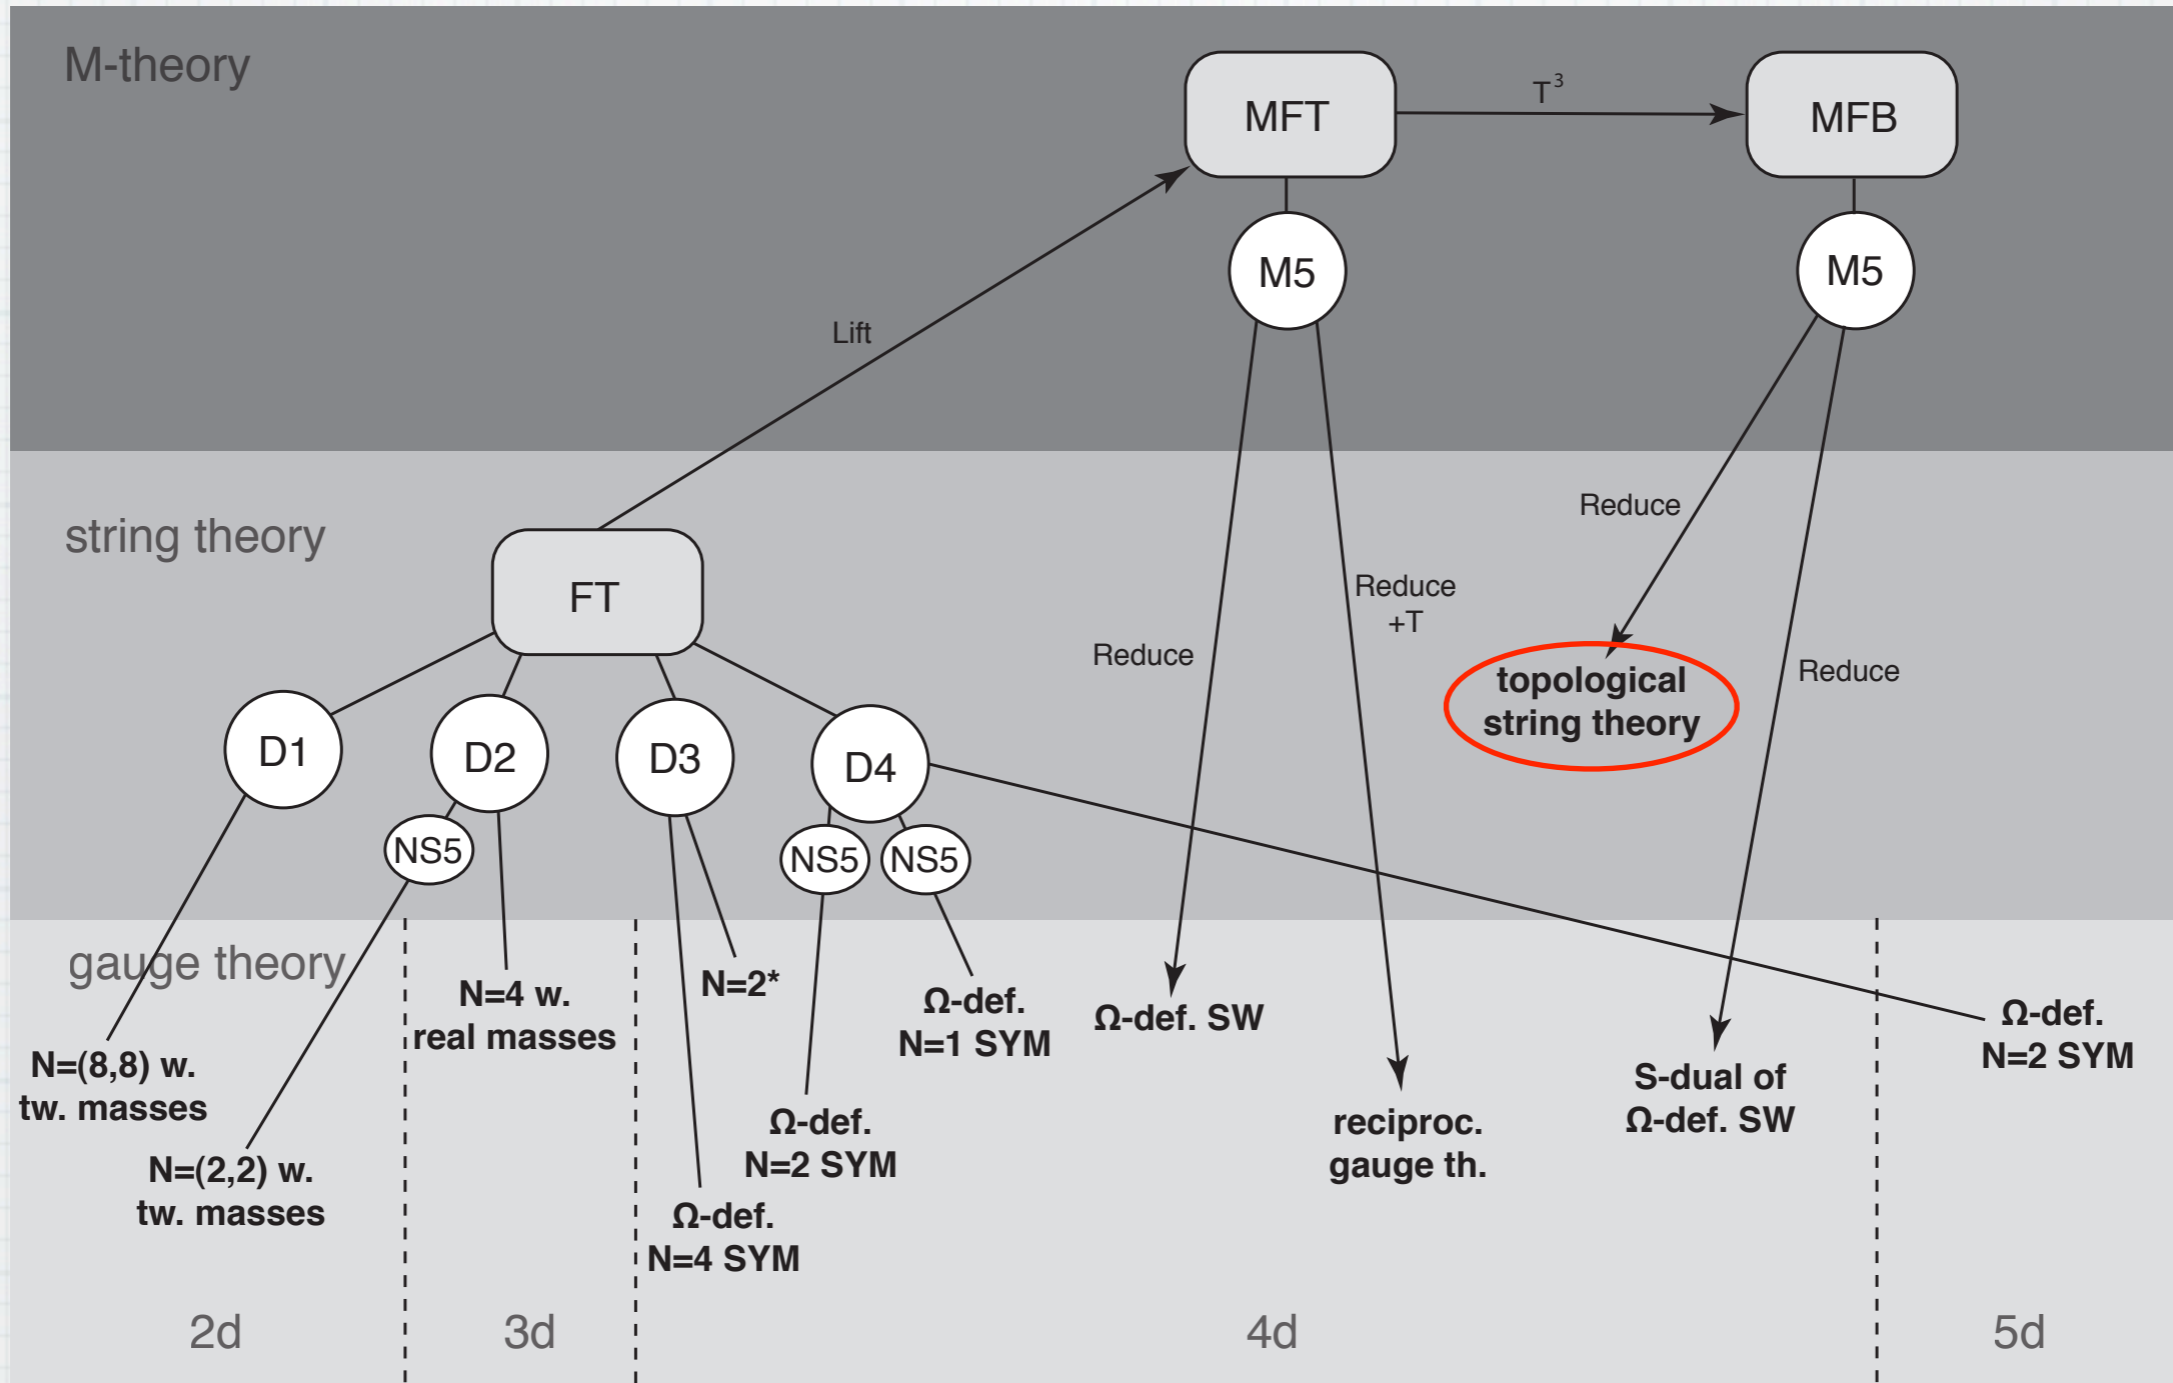 M-theory
MFT
T³
MFB
M5
M5
Lift
string theory
FT
Reduce
Reduce
+T
Reduce
Reduce
topological
string theory
Reduce
D1
D2
D3
D4
NS5
NS5
NS5
gauge theory
N=(8,8) w.
tw. masses
N=(2,2) w.
tw. masses
N=4 w.
real masses
N=2*
Ω-def.
N=4 SYM
Ω-def.
N=2 SYM
Ω-def.
N=1 SYM
Ω-def. SW
reciproc.
gauge th.
S-dual of
Ω-def. SW
Ω-def.
N=2 SYM
2d
3d
4d
5d